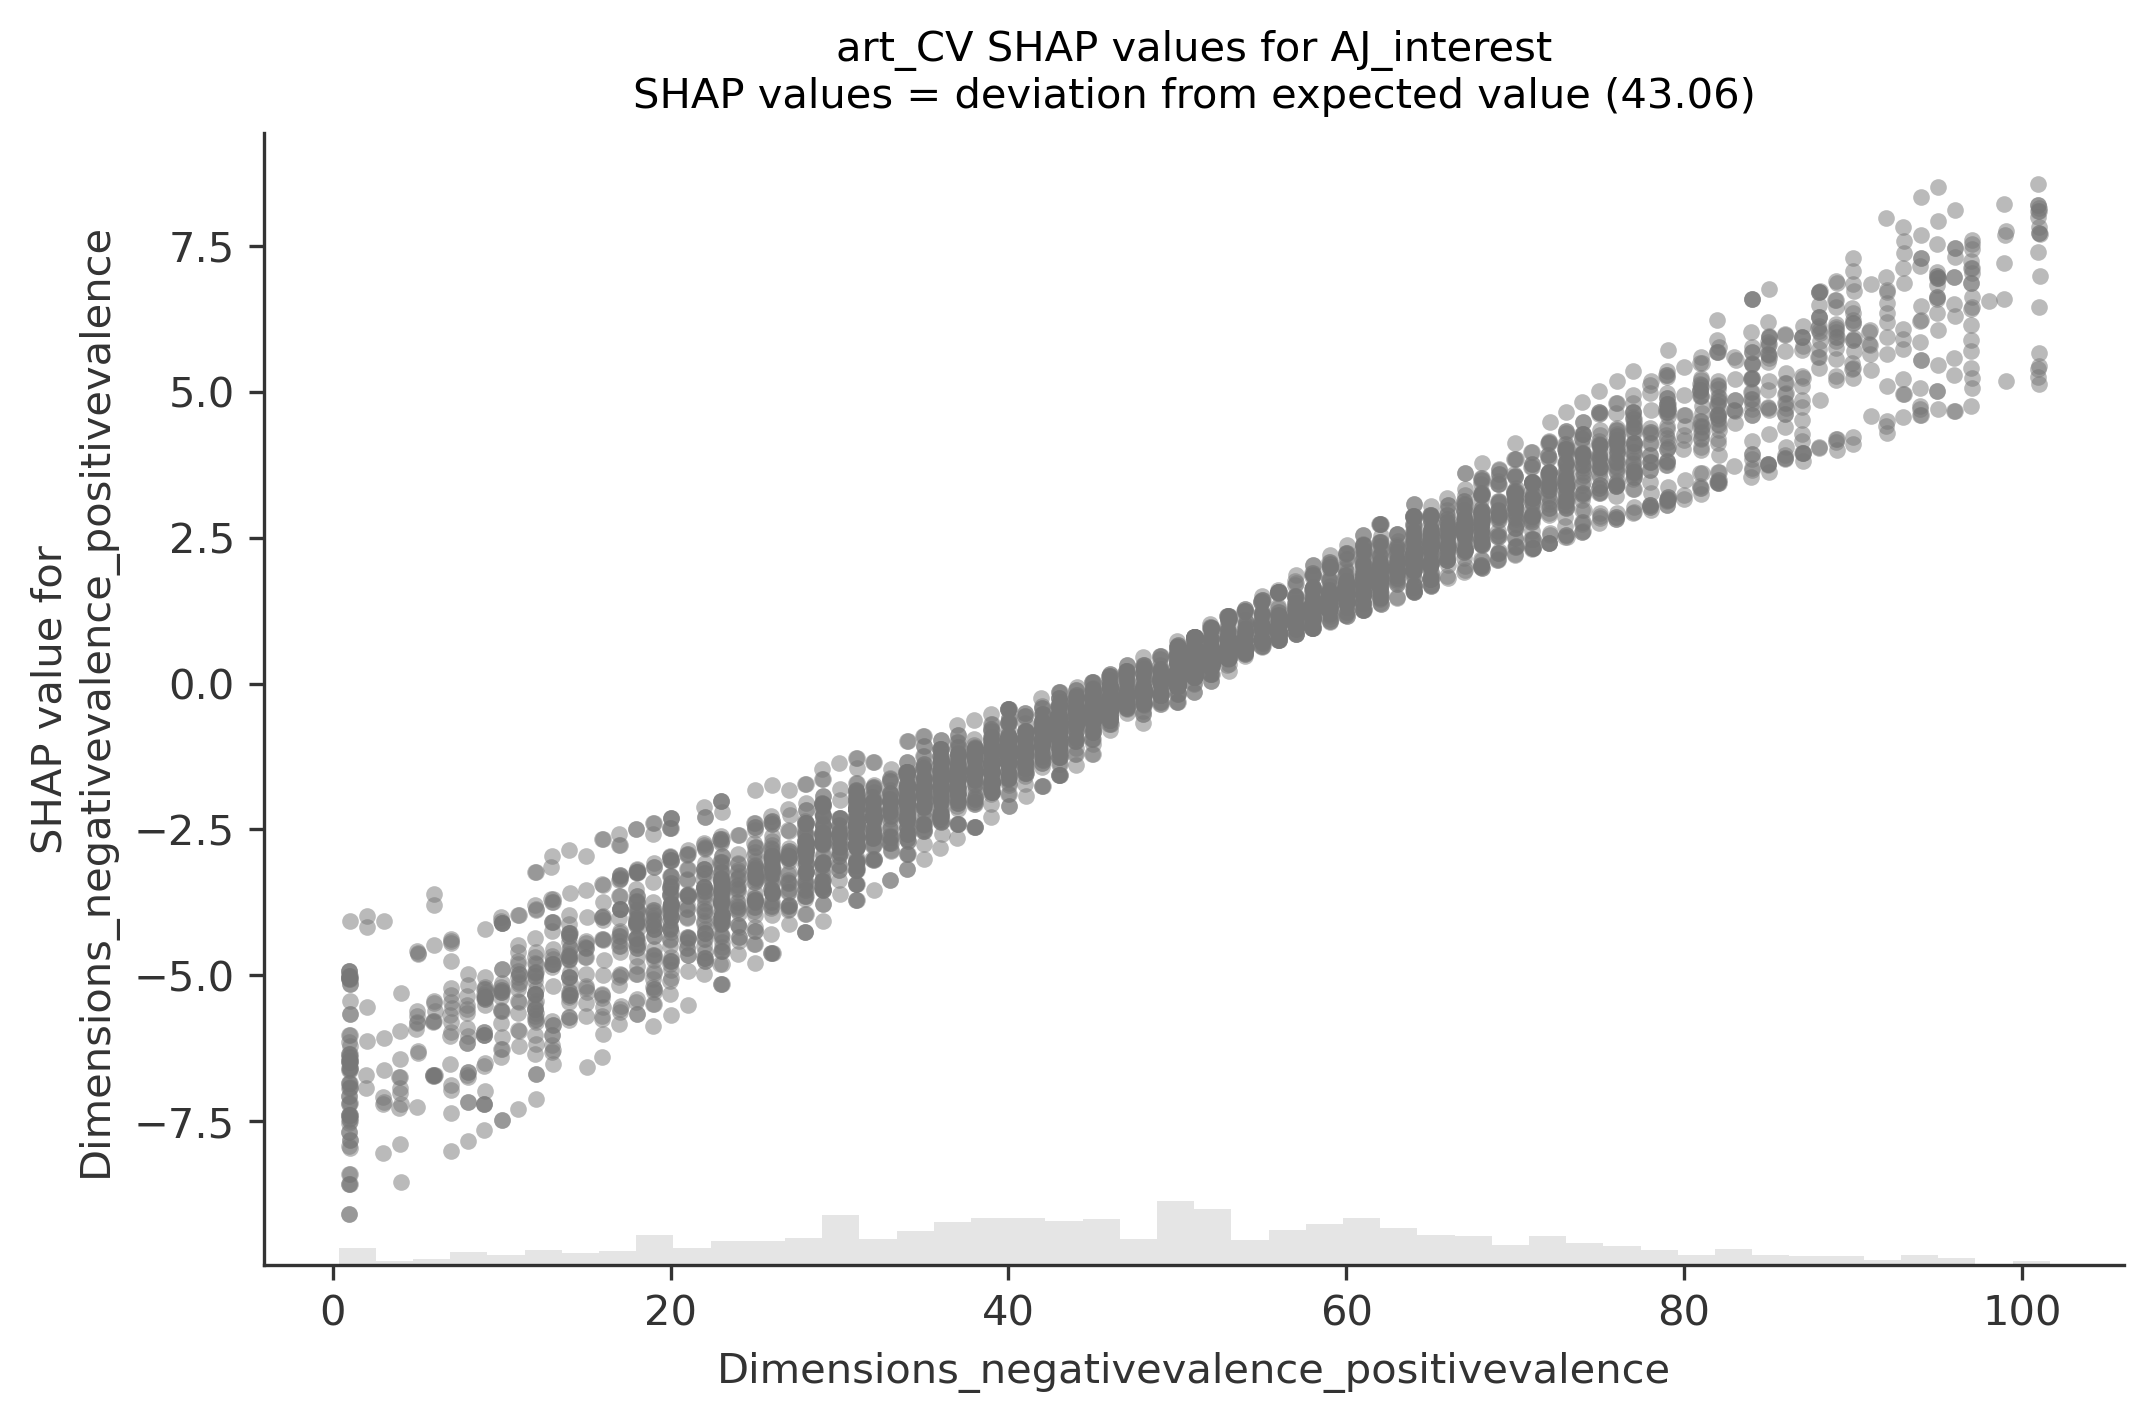 art_CV SHAP values for AJ_interest
SHAP values = deviation from expected value (43.06)
SHAP value for
Dimensions_negativevalence_positivevalence
7.5
5.0
2.5
0.0
−2.5
−5.0
−7.5
0
20
40
60
80
100
Dimensions_negativevalence_positivevalence